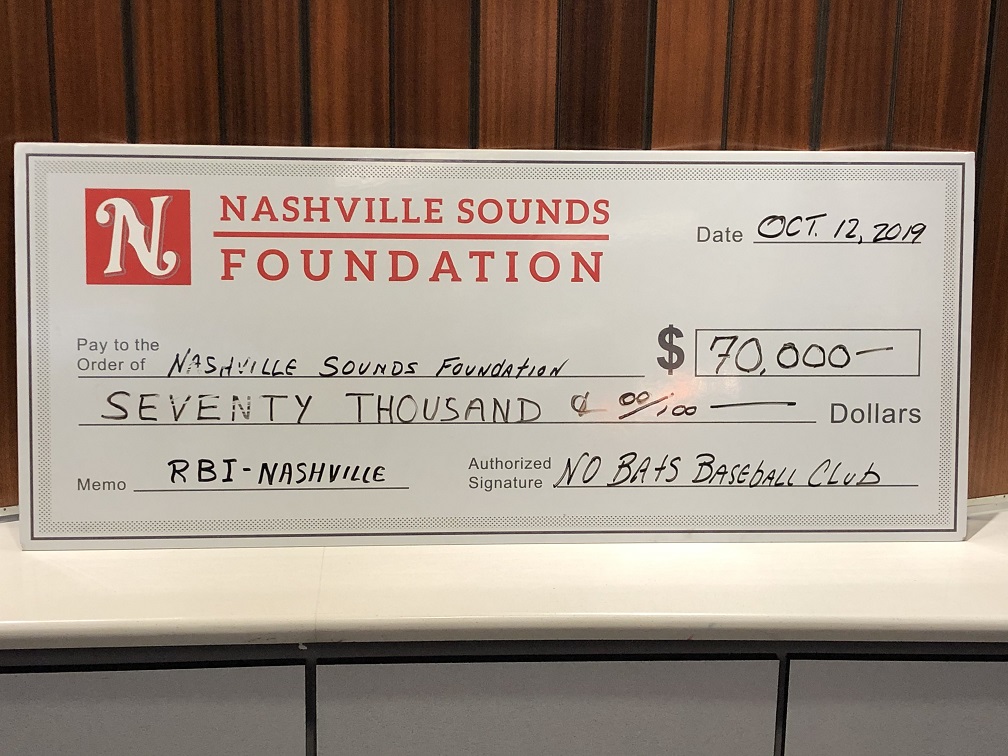 N
NASHVILLE SOUNDS
FOUNDATION
Date OCT. 12, 2019
Pay to the
Order of NASHVILLE SOUNDS FOUNDATION
$ 70,000—
SEVENTY THOUSAND & 00/100 — Dollars
Memo RBI-NASHVILLE
Authorized
Signature NO BATS BASEBALL CLUB